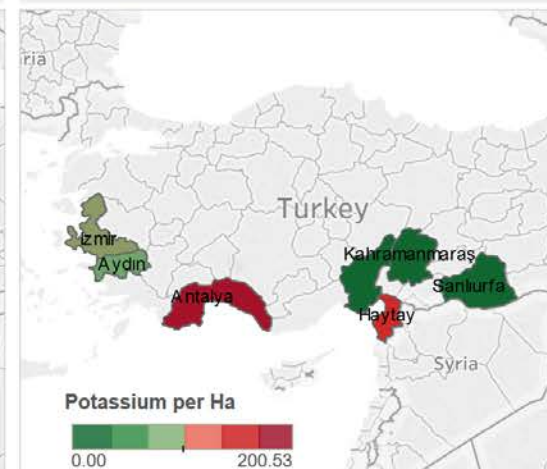 ria
Turkey
İzmir
Aydın
Kahramanmaraş
Sanlıurfa
Antalya
Haytay
Syria
Potassium per Ha
0.00 200.53